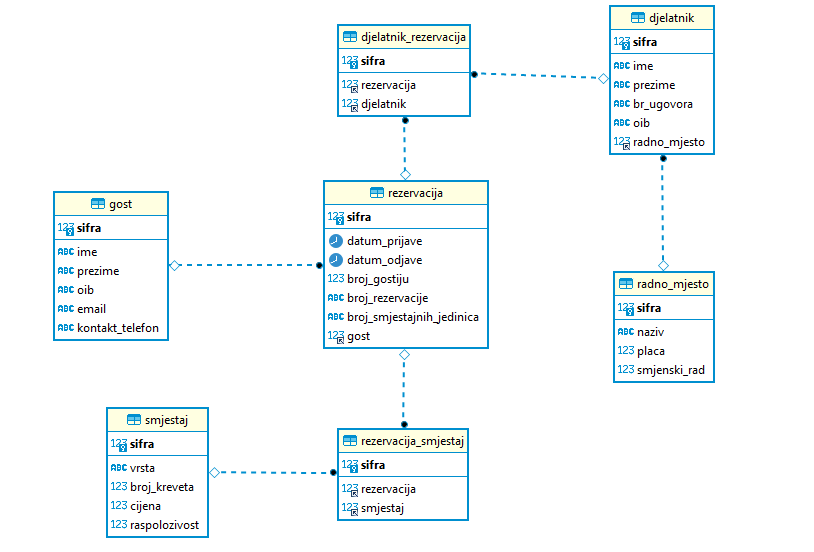 djelatnik_rezervacija
123 sifra
123 rezervacija
123 djelatnik
djelatnik
123 sifra
ABC ime
ABC prezime
ABC br_ugovora
ABC oib
123 radno_mjesto
gost
123 sifra
ABC ime
ABC prezime
ABC oib
ABC email
ABC kontakt_telefon
rezervacija
123 sifra
datum_prijave
datum_odjave
123 broj_gostiju
ABC broj_rezervacije
ABC broj_smjestajnih_jedinica
123 gost
radno_mjesto
123 sifra
ABC naziv
123 placa
123 smjenski_rad
smjestaj
123 sifra
ABC vrsta
123 broj_kreveta
123 cijena
123 raspolozivost
rezervacija_smjestaj
123 sifra
123 rezervacija
123 smjestaj